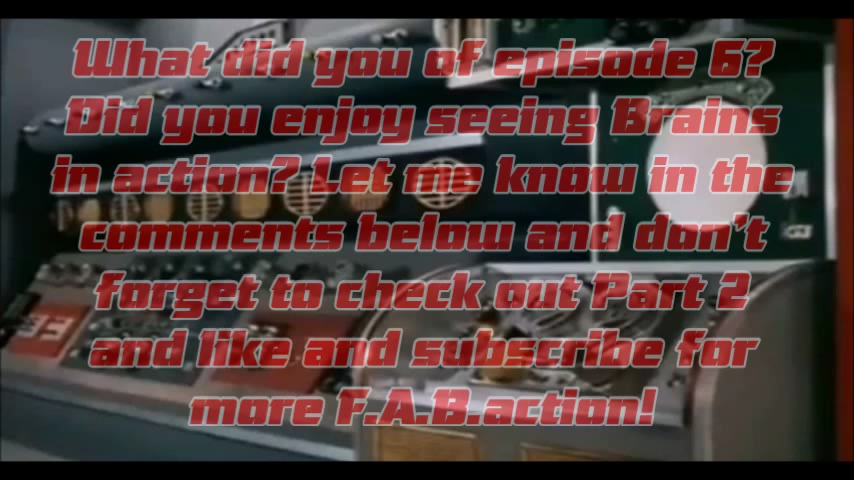 What did you of episode 6?
Did you enjoy seeing Brains
in action? Let me know in the
comments below and don't
forget to check out Part 2
and like and subscribe for
more F.A.B.action!